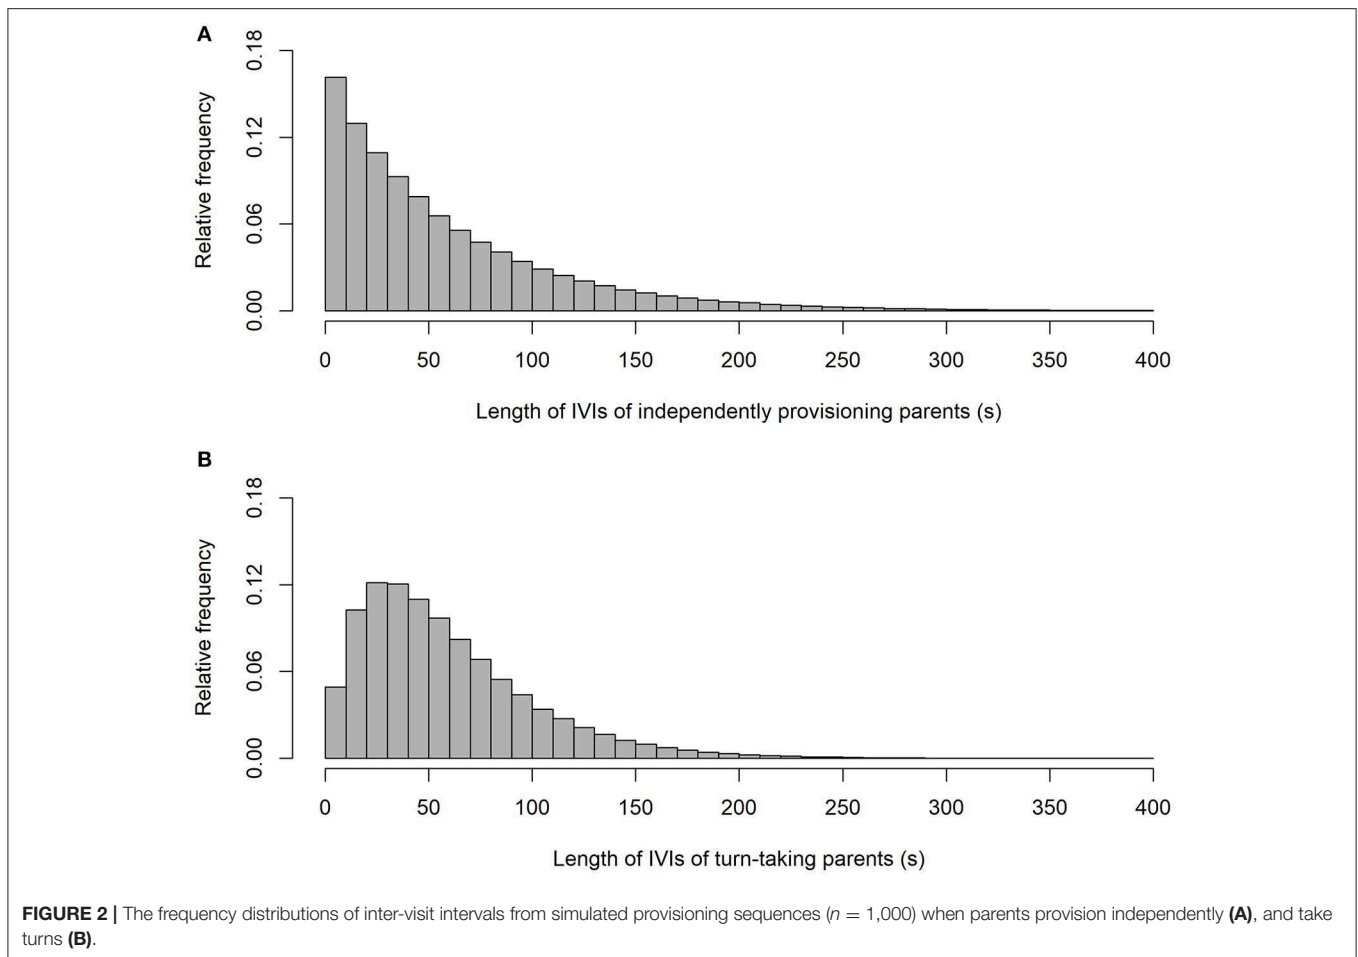 A
0.18
0.12
0.06
0.00
Relative frequency
0 50 100 150 200 250 300 350 400
Length of IVIs of independently provisioning parents (s)
B
0.18
0.12
0.06
0.00
Relative frequency
0 50 100 150 200 250 300 350 400
Length of IVIs of turn-taking parents (s)
FIGURE 2 | The frequency distributions of inter-visit intervals from simulated provisioning sequences (n = 1,000) when parents provision independently (A), and take
turns (B).